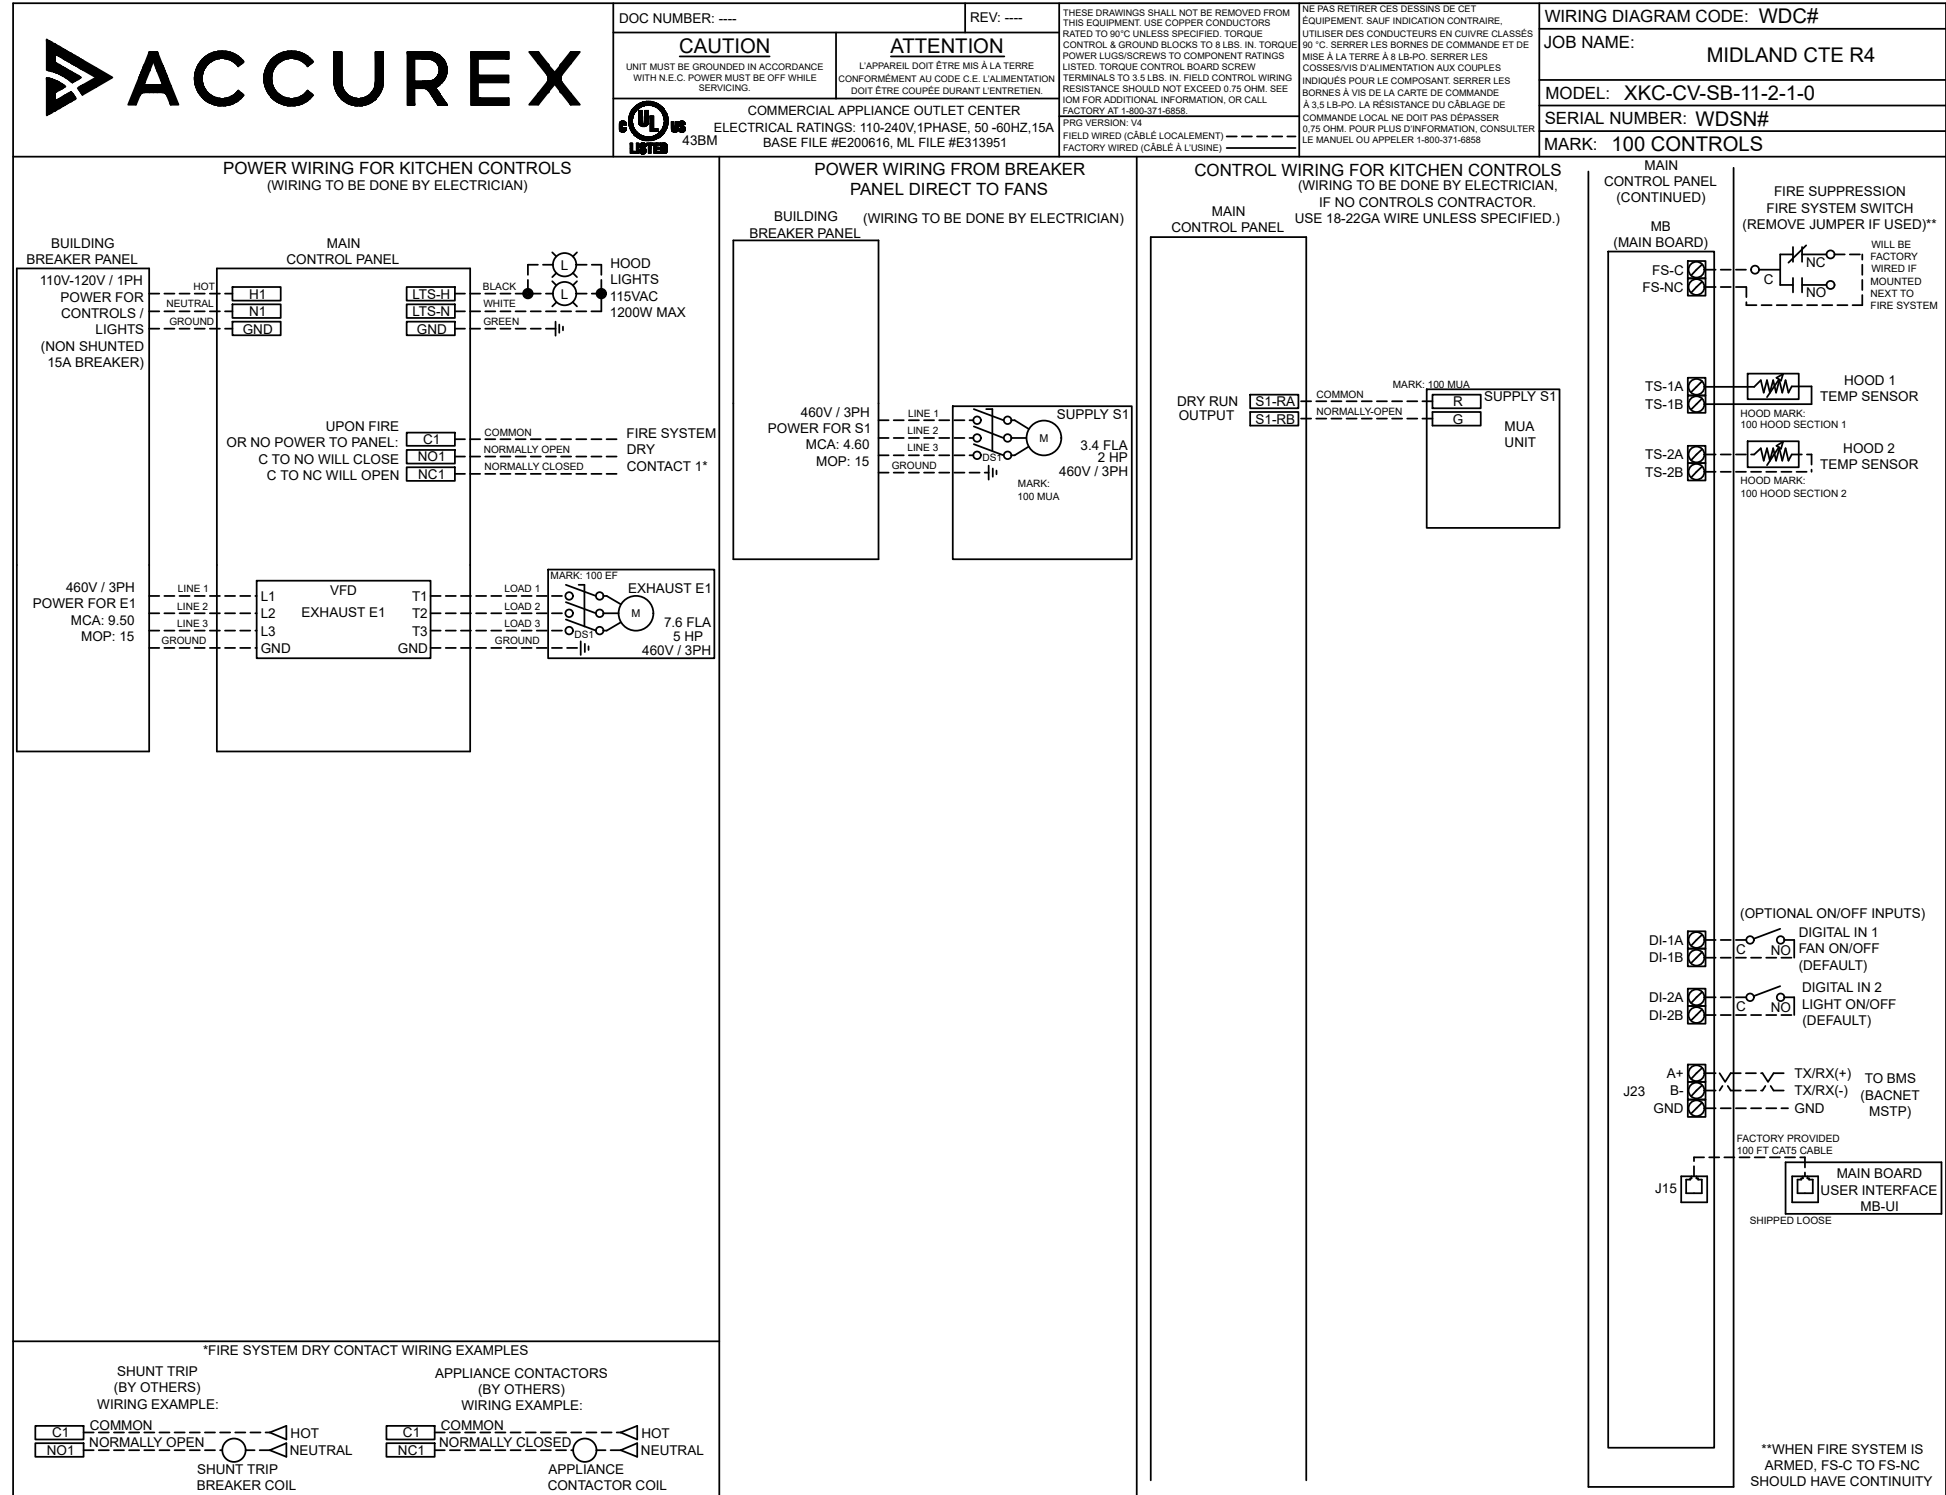 ACCUREX
DOC NUMBER: ----
REV: ----
CAUTION
UNIT MUST BE GROUNDED IN ACCORDANCE
WITH N.E.C. POWER MUST BE OFF WHILE
SERVICING.
ATTENTION
L'APPAREIL DOIT ÊTRE MIS À LA TERRE
CONFORMÉMENT AU CODE C.E. L'ALIMENTATION
DOIT ÊTRE COUPÉE DURANT L'ENTRETIEN.
C UL US
LISTED
43BM
COMMERCIAL APPLIANCE OUTLET CENTER
ELECTRICAL RATINGS: 110-240V,1PHASE, 50 -60HZ,15A
BASE FILE #E200616, ML FILE #E313951
THESE DRAWINGS SHALL NOT BE REMOVED FROM
THIS EQUIPMENT. USE COPPER CONDUCTORS
RATED TO 90°C UNLESS SPECIFIED. TORQUE
CONTROL & GROUND BLOCKS TO 8 LBS. IN. TORQUE
POWER LUGS/SCREWS TO COMPONENT RATINGS
LISTED. TORQUE CONTROL BOARD SCREW
TERMINALS TO 3.5 LBS. IN. FIELD CONTROL WIRING
RESISTANCE SHOULD NOT EXCEED 0.75 OHM. SEE
IOM FOR ADDITIONAL INFORMATION, OR CALL
FACTORY AT 1-800-371-6858.
PRG VERSION: V4
FIELD WIRED (CÂBLÉ LOCALEMENT)
FACTORY WIRED (CÂBLÉ À L'USINE)
NE PAS RETIRER CES DESSINS DE CET
ÉQUIPEMENT. SAUF INDICATION CONTRAIRE,
UTILISER DES CONDUCTEURS EN CUIVRE CLASSÉS
90 °C. SERRER LES BORNES DE COMMANDE ET DE
MISE À LA TERRE À 8 LB-PO. SERRER LES
COSSES/VIS D'ALIMENTATION AUX COUPLES
INDIQUÉS POUR LE COMPOSANT. SERRER LES
BORNES À VIS DE LA CARTE DE COMMANDE
À 3,5 LB-PO. LA RÉSISTANCE DU CÂBLAGE DE
COMMANDE LOCAL NE DOIT PAS DÉPASSER
0,75 OHM. POUR PLUS D'INFORMATION, CONSULTER
LE MANUEL OU APPELER 1-800-371-6858
WIRING DIAGRAM CODE: WDC#
JOB NAME:
MIDLAND CTE R4
MODEL: XKC-CV-SB-11-2-1-0
SERIAL NUMBER: WDSN#
MARK: 100 CONTROLS
POWER WIRING FOR KITCHEN CONTROLS
(WIRING TO BE DONE BY ELECTRICIAN)
BUILDING
BREAKER PANEL
MAIN
CONTROL PANEL
110V-120V / 1PH
POWER FOR
CONTROLS /
LIGHTS
(NON SHUNTED
15A BREAKER)
HOT
NEUTRAL
GROUND
H1
N1
GND
LTS-H
LTS-N
GND
BLACK
WHITE
GREEN
L
L
HOOD
LIGHTS
115VAC
1200W MAX
UPON FIRE
OR NO POWER TO PANEL:
C TO NO WILL CLOSE
C TO NC WILL OPEN
C1
NO1
NC1
COMMON
NORMALLY OPEN
NORMALLY CLOSED
FIRE SYSTEM
DRY
CONTACT 1*
460V / 3PH
POWER FOR E1
MCA: 9.50
MOP: 15
LINE 1
LINE 2
LINE 3
GROUND
L1
L2
L3
GND
VFD
EXHAUST E1
T1
T2
T3
GND
LOAD 1
LOAD 2
LOAD 3
GROUND
MARK: 100 EF
EXHAUST E1
DS1
M
7.6 FLA
5 HP
460V / 3PH
*FIRE SYSTEM DRY CONTACT WIRING EXAMPLES
SHUNT TRIP
(BY OTHERS)
WIRING EXAMPLE:
C1
NO1
COMMON
NORMALLY OPEN
HOT
NEUTRAL
SHUNT TRIP
BREAKER COIL
APPLIANCE CONTACTORS
(BY OTHERS)
WIRING EXAMPLE:
C1
NC1
COMMON
NORMALLY CLOSED
HOT
NEUTRAL
APPLIANCE
CONTACTOR COIL
POWER WIRING FROM BREAKER
PANEL DIRECT TO FANS
(WIRING TO BE DONE BY ELECTRICIAN)
BUILDING
BREAKER PANEL
460V / 3PH
POWER FOR S1
MCA: 4.60
MOP: 15
LINE 1
LINE 2
LINE 3
GROUND
SUPPLY S1
DS1
M
3.4 FLA
2 HP
460V / 3PH
MARK:
100 MUA
CONTROL WIRING FOR KITCHEN CONTROLS
(WIRING TO BE DONE BY ELECTRICIAN,
IF NO CONTROLS CONTRACTOR.
USE 18-22GA WIRE UNLESS SPECIFIED.)
MAIN
CONTROL PANEL
DRY RUN
OUTPUT
S1-RA
S1-RB
COMMON
NORMALLY-OPEN
MARK: 100 MUA
R
G
SUPPLY S1
MUA
UNIT
MAIN
CONTROL PANEL
(CONTINUED)
MB
(MAIN BOARD)
FS-C
FS-NC
FIRE SUPPRESSION
FIRE SYSTEM SWITCH
(REMOVE JUMPER IF USED)**
C
NC
NO
WILL BE
FACTORY
WIRED IF
MOUNTED
NEXT TO
FIRE SYSTEM
TS-1A
TS-1B
HOOD 1
TEMP SENSOR
HOOD MARK:
100 HOOD SECTION 1
TS-2A
TS-2B
HOOD 2
TEMP SENSOR
HOOD MARK:
100 HOOD SECTION 2
(OPTIONAL ON/OFF INPUTS)
DI-1A
DI-1B
C
NO
DIGITAL IN 1
FAN ON/OFF
(DEFAULT)
DI-2A
DI-2B
C
NO
DIGITAL IN 2
LIGHT ON/OFF
(DEFAULT)
J23
A+
B-
GND
TX/RX(+)
TX/RX(-)
GND
TO BMS
(BACNET
MSTP)
FACTORY PROVIDED
100 FT CAT5 CABLE
J15
MAIN BOARD
USER INTERFACE
MB-UI
SHIPPED LOOSE
**WHEN FIRE SYSTEM IS
ARMED, FS-C TO FS-NC
SHOULD HAVE CONTINUITY